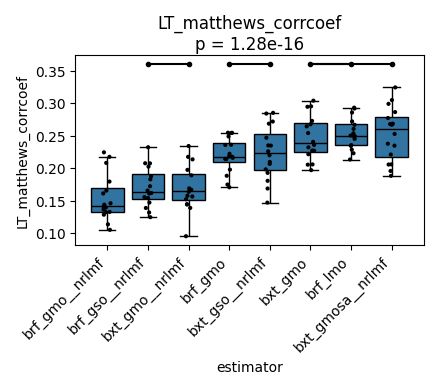 LT_matthews_corrcoef
p = 1.28e-16
LT_matthews_corrcoef
0.35
0.30
0.25
0.20
0.15
0.10
brf_gmo__nrlmf
brf_gso__nrlmf
bxt_gmo__nrlmf
brf_gmo
bxt_gso__nrlmf
bxt_gmo
brf_lmo
bxt_gmosa__nrlmf
estimator